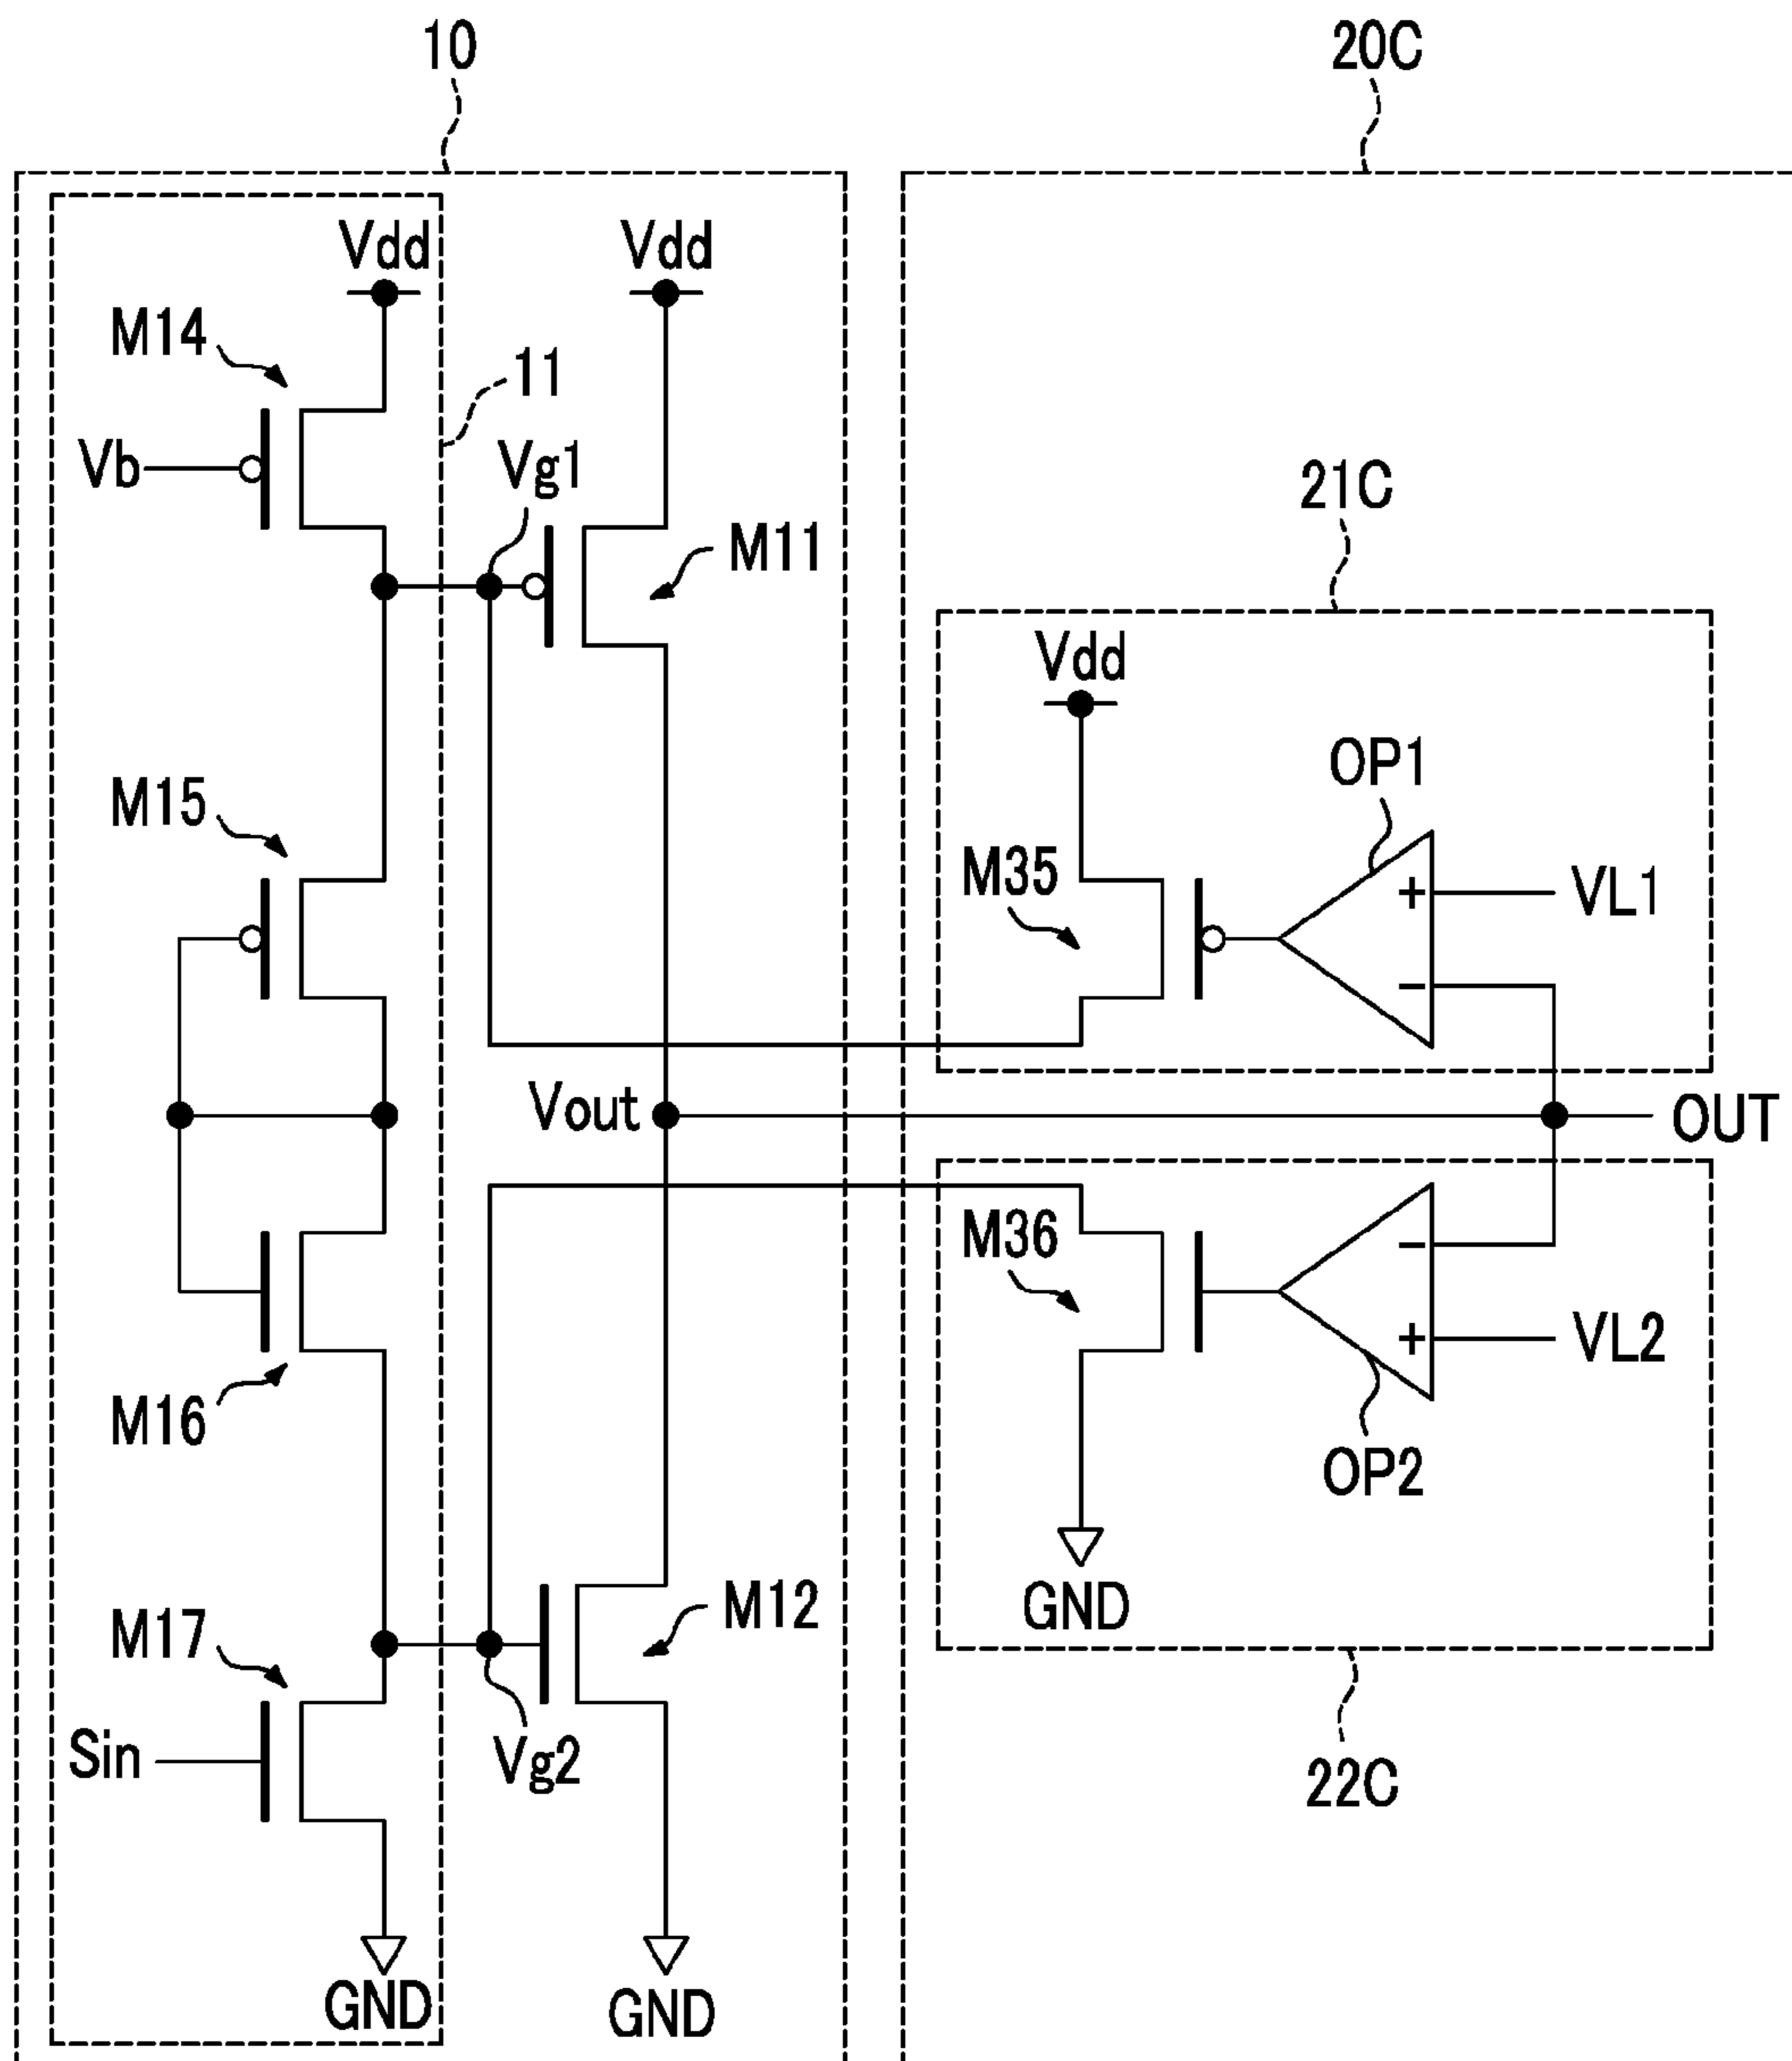 10
20C
Vdd
Vdd
M14
11
Vb
Vg1
M11
21C
Vdd
OP1
M15
M35
+
VL1
−
Vout
OUT
M36
−
+
VL2
M16
OP2
GND
M17
M12
Sin
Vg2
22C
GND
GND